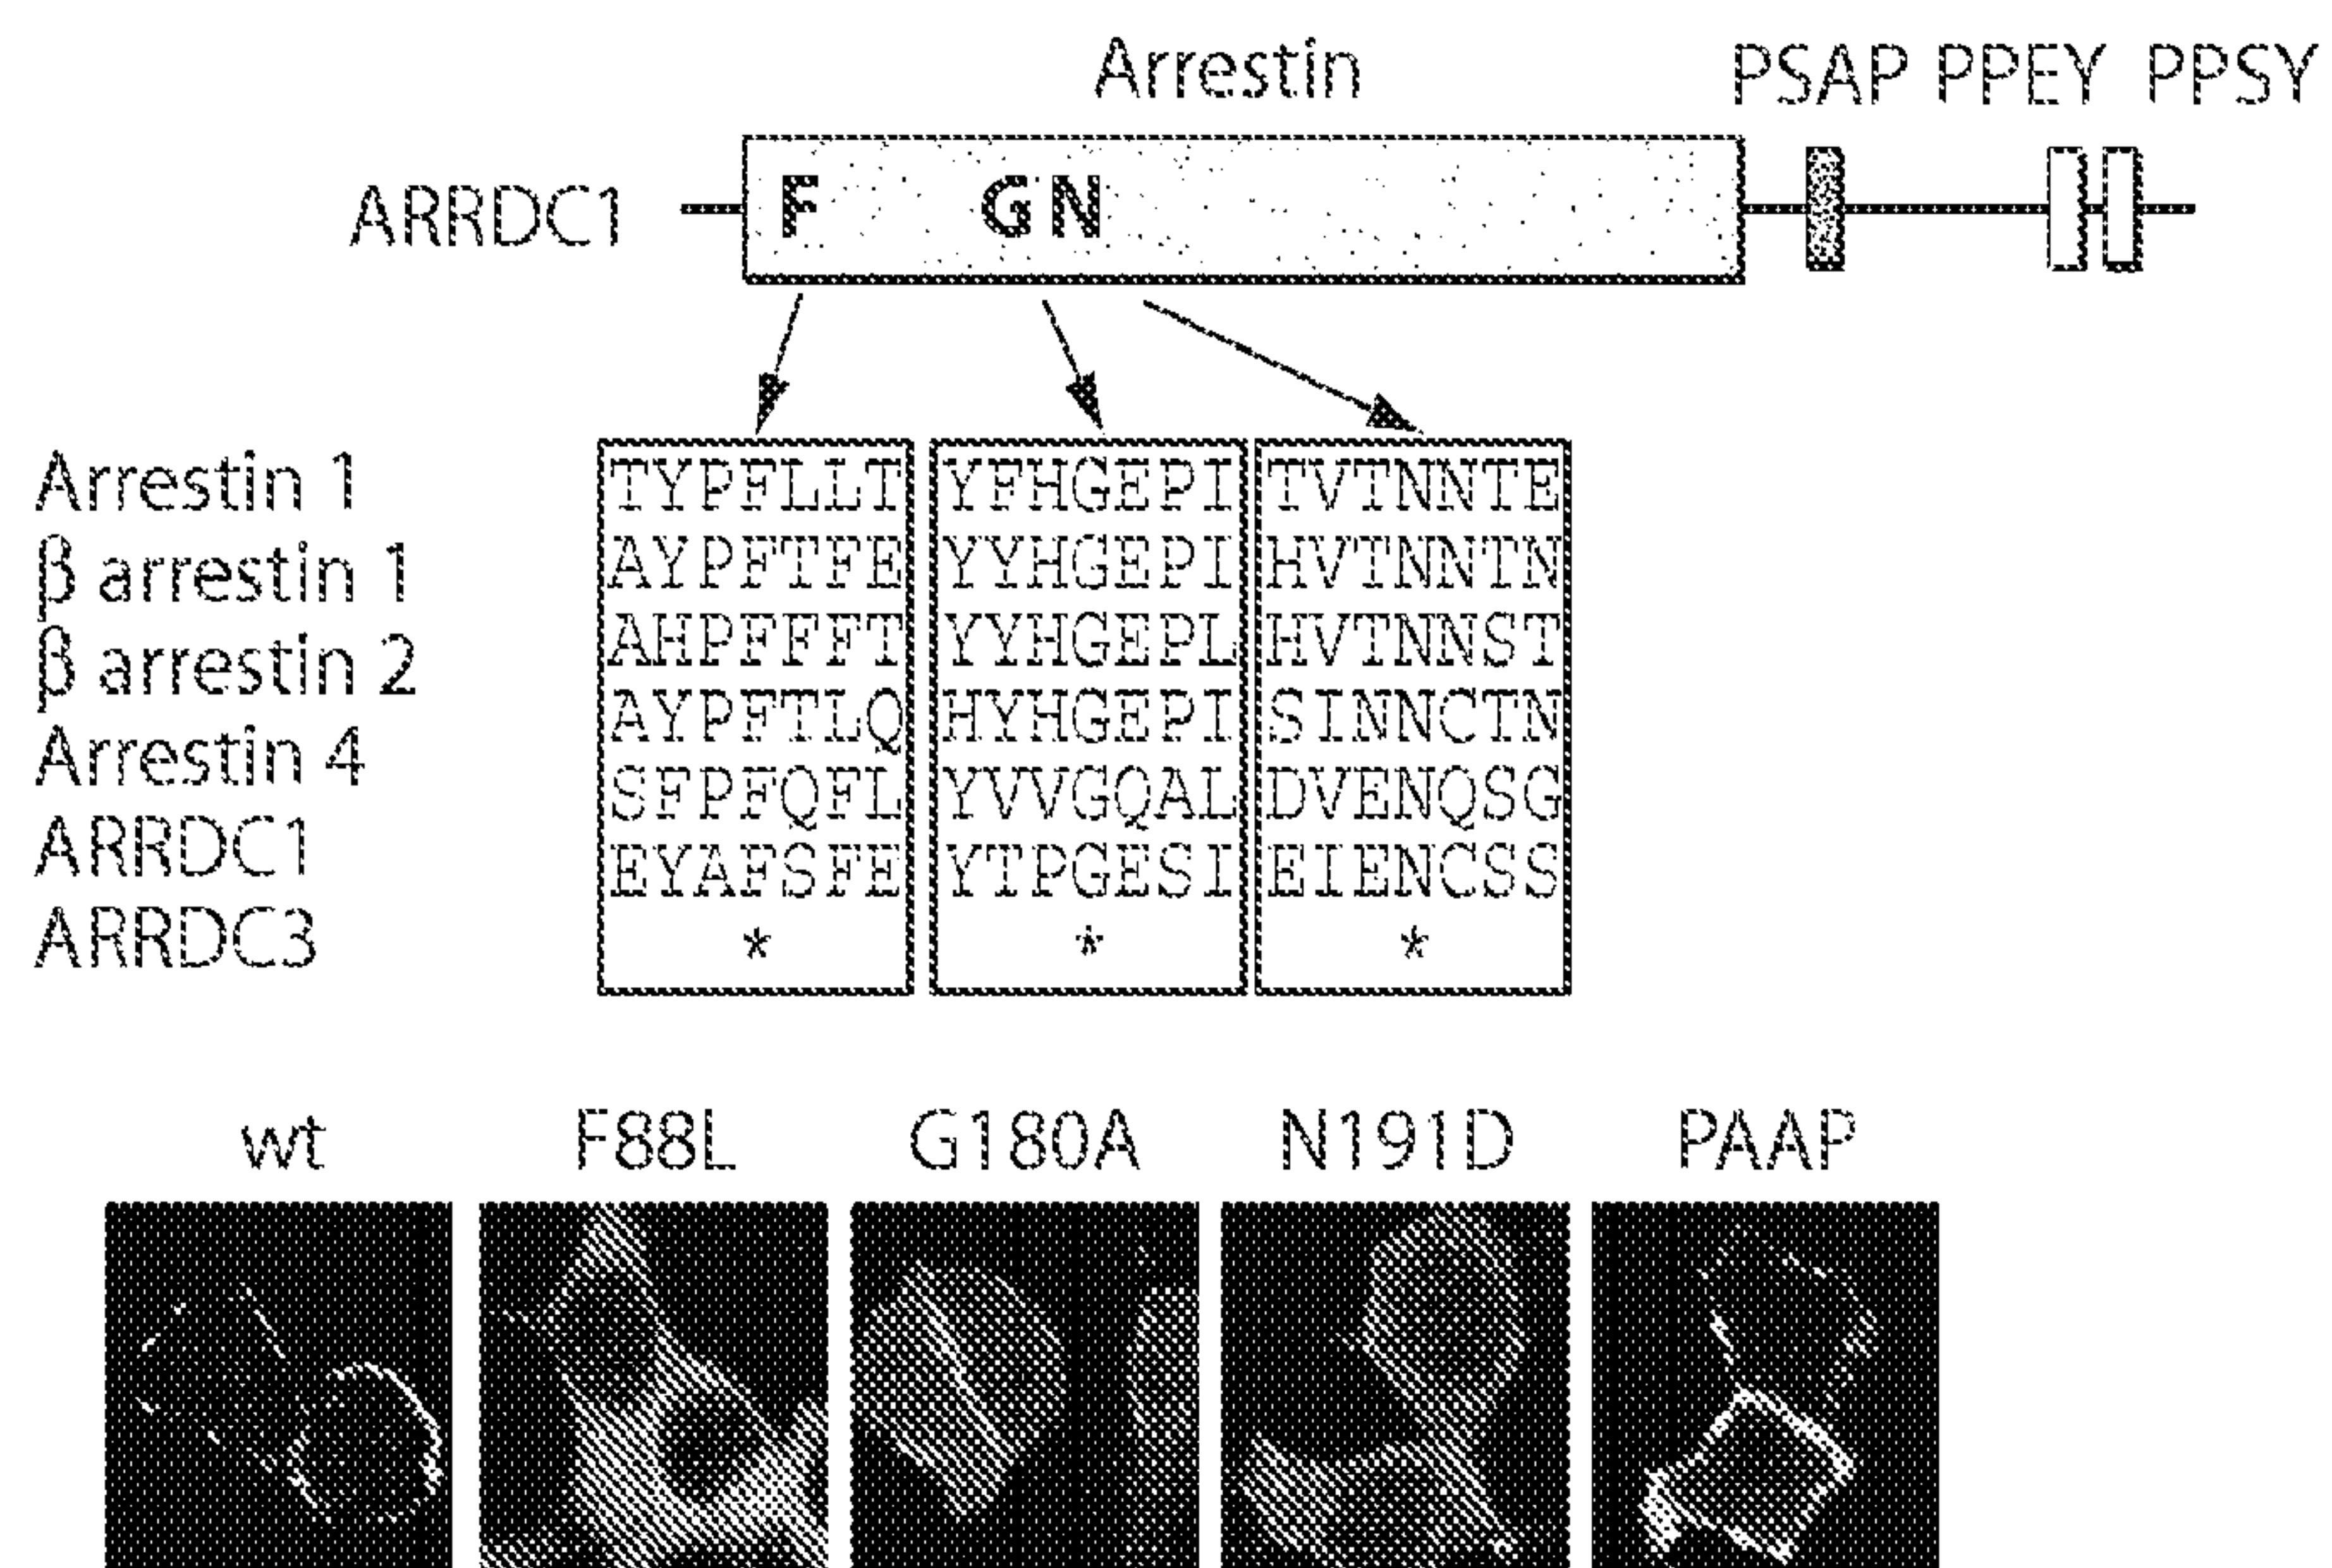 Arrestin PSAP PPEY PPSY
ARRDC1 F G N
Arrestin 1 TYPFLLT YFHGEPI TVTNNTE
β arrestin 1 AYPFTFE YYHGEPI HVTNNTN
β arrestin 2 AHPFFFT YYHGEPL HVTNNST
Arrestin 4 AYPFTLQ HYHGEPI SINNCTN
ARRDC1 SFPFQFL YVVGQAL DVENQSG
ARRDC3 EYAFSFE YTPGESI EIENCSS
* * *
wt F88L G180A N191D PAAP